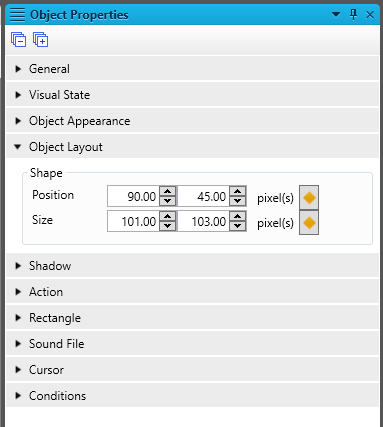 Object Properties
General
Visual State
Object Appearance
Object Layout
Shape
Position 90.00 45.00 pixel(s)
Size 101.00 103.00 pixel(s)
Shadow
Action
Rectangle
Sound File
Cursor
Conditions